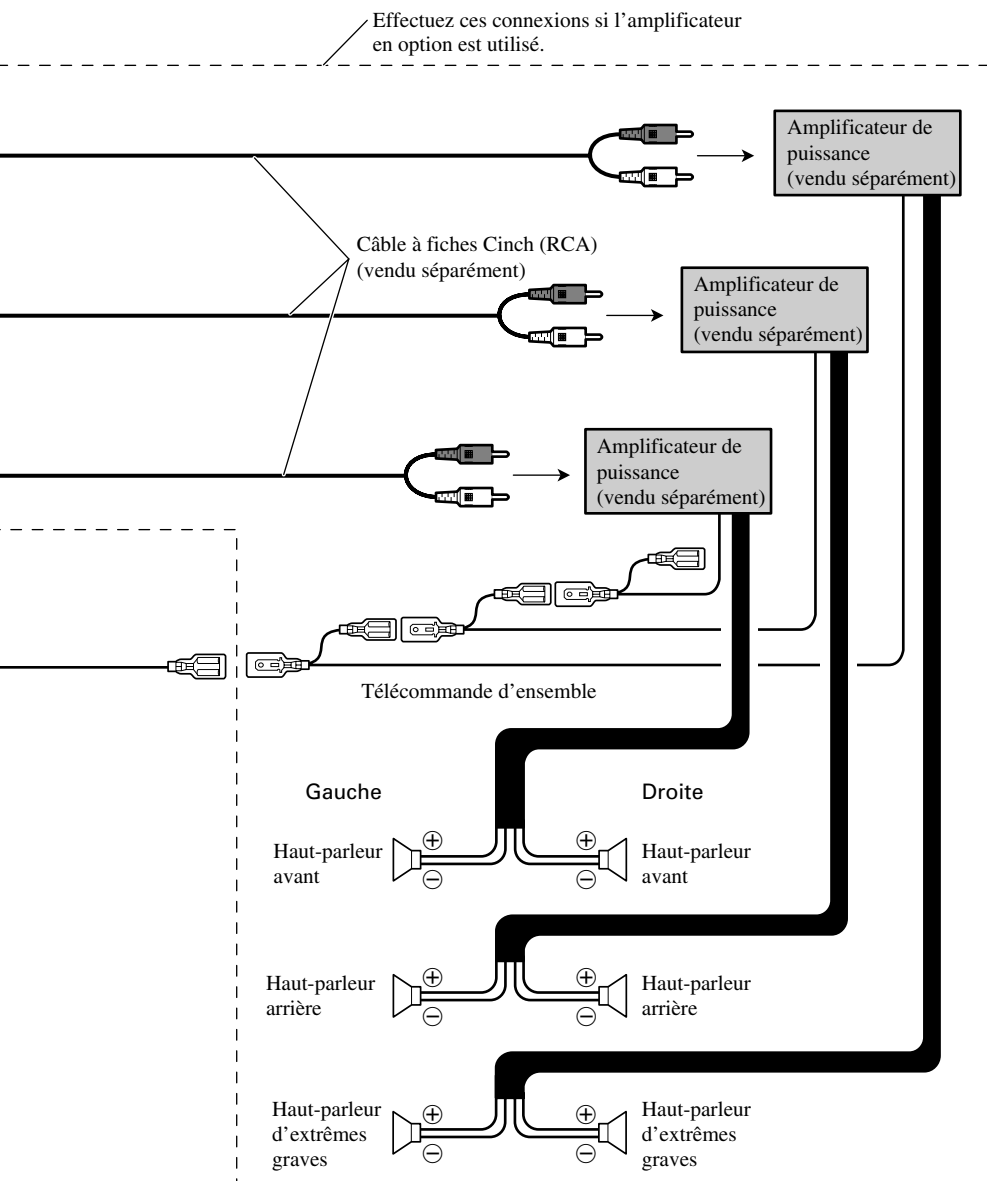 Effectuez ces connexions si l’amplificateur
en option est utilisé.
Amplificateur de
puissance
(vendu séparément)
Câble à fiches Cinch (RCA)
(vendu séparément)
Amplificateur de
puissance
(vendu séparément)
Amplificateur de
puissance
(vendu séparément)
Télécommande d’ensemble
Gauche
Droite
Haut-parleur
avant
⊕
⊖
⊕
⊖
Haut-parleur
avant
Haut-parleur
arrière
⊕
⊖
⊕
⊖
Haut-parleur
arrière
Haut-parleur
d’extrêmes
graves
⊕
⊖
⊕
⊖
Haut-parleur
d’extrêmes
graves